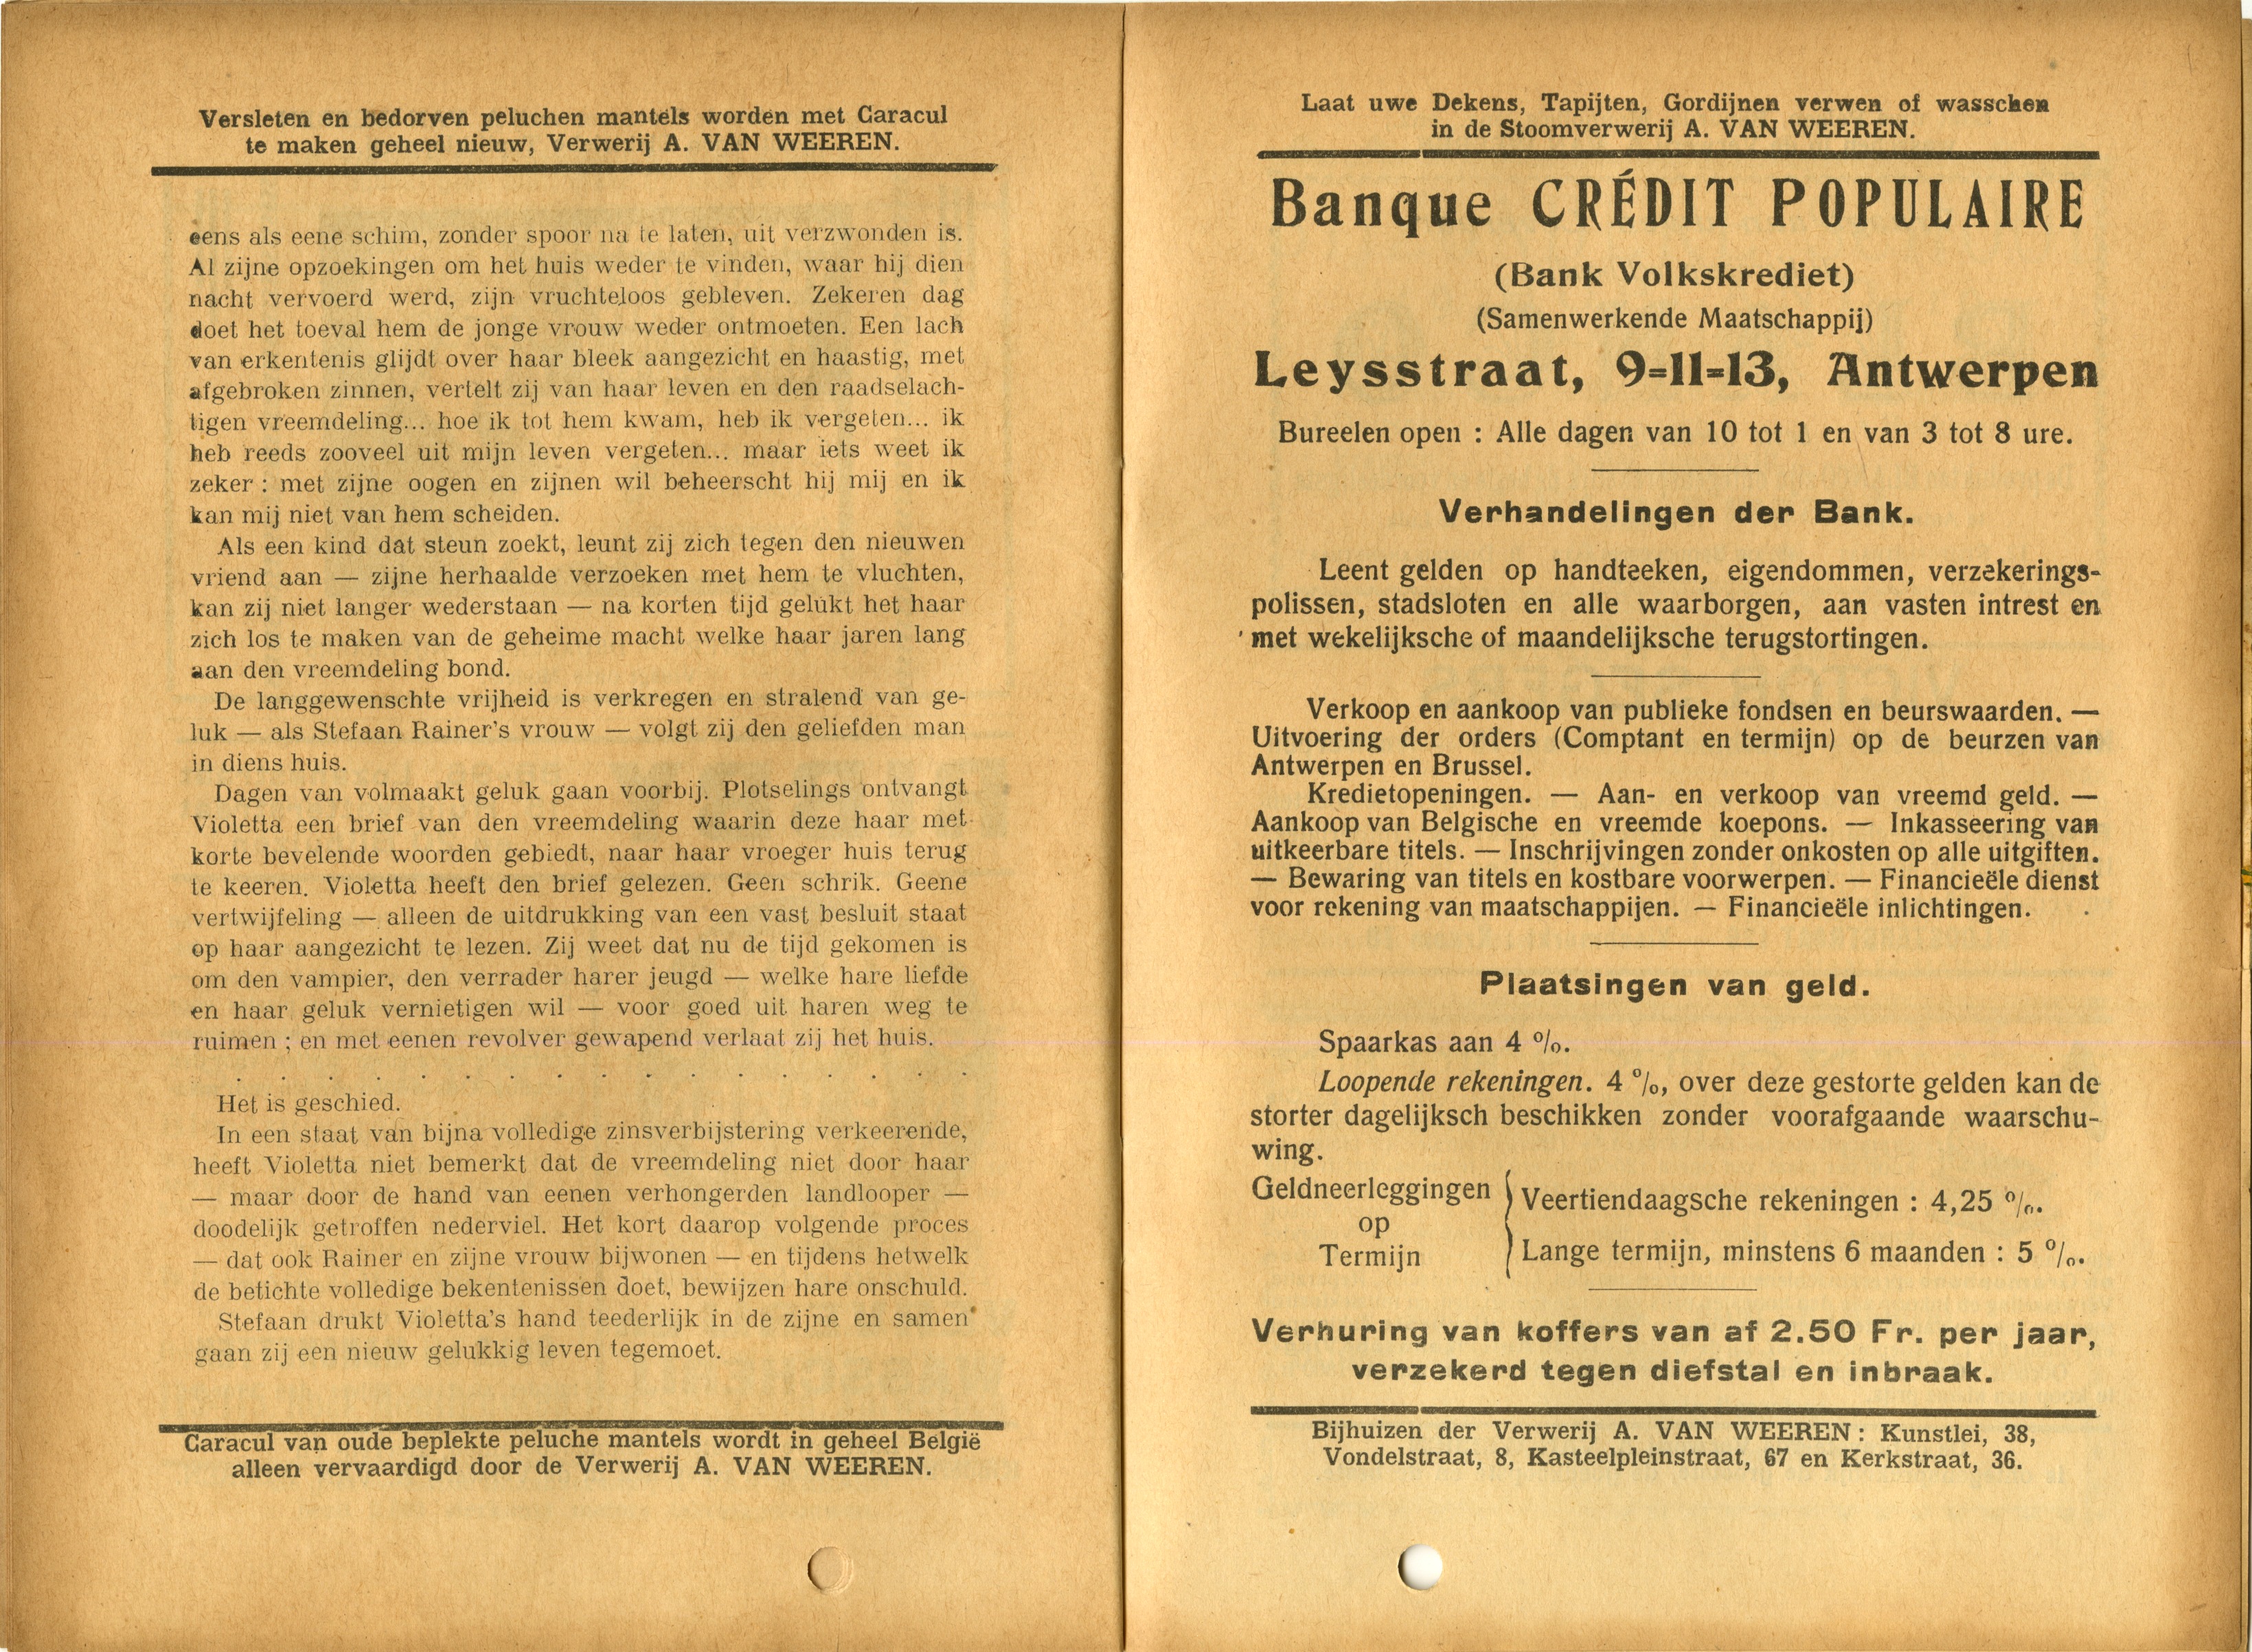 Versleten en bedorven peluchen mantels worden met Caracul
te maken geheel nieuw, Verwerij A. VAN WEEREN.
eens als eene schim, zonder spoor na te laten, uit verzwonden is.
Al zijne opzoekingen om het huis weder te vinden, waar hij dien
nacht vervoerd werd, zijn vruchteloos gebleven. Zekeren dag
doet het toeval hem de jonge vrouw weder ontmoeten. Een lach
van erkentenis glijdt over haar bleek aangezicht en haastig, met
afgebroken zinnen, vertelt zij van haar leven en den raadselach-
tigen vreemdeling... hoe ik tot hem kwam, heb ik vergeten... ik
heb reeds zooveel uit mijn leven vergeten... maar iets weet ik
zeker : met zijne oogen en zijnen wil beheerscht hij mij en ik
kan mij niet van hem scheiden.
Als een kind dat steun zoekt, leunt zij zich tegen den nieuwen
vriend aan — zijne herhaalde verzoeken met hem te vluchten,
kan zij niet langer wederstaan — na korten tijd gelukt het haar
zich los te maken van de geheime macht welke haar jaren lang
aan den vreemdeling bond.
De langgewenschte vrijheid is verkregen en stralend van ge-
luk — als Stefaan Rainer's vrouw — volgt zij den geliefden man
in diens huis.
Dagen van volmaakt geluk gaan voorbij. Plotselings ontvangt
Violetta een brief van den vreemdeling waarin deze haar met
korte bevelende woorden gebiedt, naar haar vroeger huis terug
te keeren. Violetta heeft den brief gelezen. Geen schrik. Geene
vertwijfeling — alleen de uitdrukking van een vast besluit staat
op haar aangezicht te lezen. Zij weet dat nu de tijd gekomen is
om den vampier, den verrader harer jeugd — welke hare liefde
en haar geluk vernietigen wil — voor goed uit haren weg te
ruimen ; en met eenen revolver gewapend verlaat zij het huis.
. . . . . . . . . . . . . . . . .
Het is geschied.
In een staat van bijna volledige zinsverbijstering verkeerende,
heeft Violetta niet bemerkt dat de vreemdeling niet door haar
— maar door de hand van eenen verhongerden landlooper —
doodelijk getroffen nederviel. Het kort daarop volgende proces
— dat ook Rainer en zijne vrouw bijwonen — en tijdens hetwelk
de betichte volledige bekentenissen doet, bewijzen hare onschuld.
Stefaan drukt Violetta's hand teederlijk in de zijne en samen
gaan zij een nieuw gelukkig leven tegemoet.
Caracul van oude beplekte peluche mantels wordt in geheel België
alleen vervaardigd door de Verwerij A. VAN WEEREN.
Laat uwe Dekens, Tapijten, Gordijnen verwen of wasschen
in de Stoomverwerij A. VAN WEEREN.
Banque CRÉDIT POPULAIRE
(Bank Volkskrediet)
(Samenwerkende Maatschappij)
Leysstraat, 9=11=13, Antwerpen
Bureelen open : Alle dagen van 10 tot 1 en van 3 tot 8 ure.
Verhandelingen der Bank.
Leent gelden op handteeken, eigendommen, verzekerings-
polissen, stadsloten en alle waarborgen, aan vasten intrest en
met wekelijksche of maandelijksche terugstortingen.
Verkoop en aankoop van publieke fondsen en beurswaarden. —
Uitvoering der orders (Comptant en termijn) op de beurzen van
Antwerpen en Brussel.
Kredietopeningen. — Aan- en verkoop van vreemd geld. —
Aankoop van Belgische en vreemde koepons. — Inkasseering van
uitkeerbare titels. — Inschrijvingen zonder onkosten op alle uitgiften.
— Bewaring van titels en kostbare voorwerpen. — Financieële dienst
voor rekening van maatschappijen. — Financieële inlichtingen.
Plaatsingen van geld.
Spaarkas aan 4 %.
Loopende rekeningen. 4 %, over deze gestorte gelden kan de
storter dagelijksch beschikken zonder voorafgaande waarschu-
wing.
Geldneerleggingen
op
Termijn
Veertiendaagsche rekeningen : 4,25 %.
Lange termijn, minstens 6 maanden : 5 %.
Verhuring van koffers van af 2.50 Fr. per jaar,
verzekerd tegen diefstal en inbraak.
Bijhuizen der Verwerij A. VAN WEEREN : Kunstlei, 38,
Vondelstraat, 8, Kasteelpleinstraat, 67 en Kerkstraat, 36.